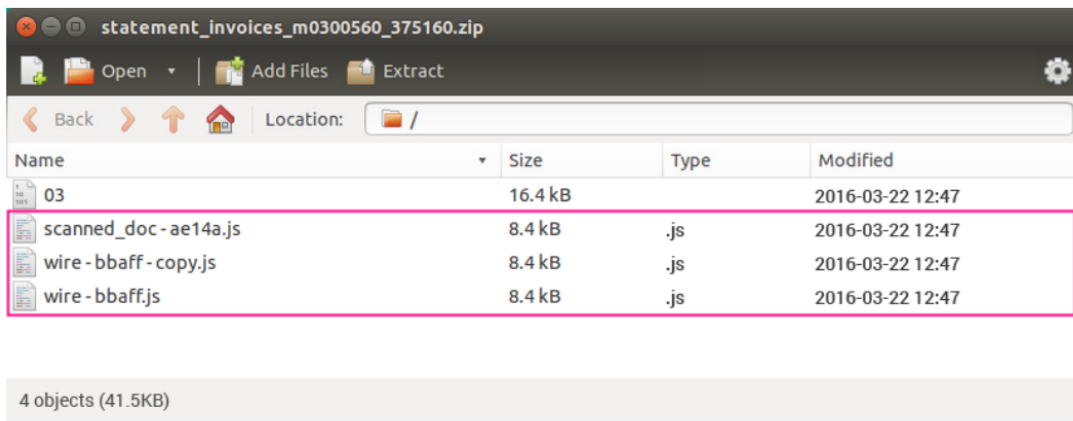 statement_invoices_m0300560_375160.zip
Open Add Files Extract
Back Location: /
Name Size Type Modified
03 16.4 kB 2016-03-22 12:47
scanned_doc-ae14a.js 8.4 kB .js 2016-03-22 12:47
wire-bbaff-copy.js 8.4 kB .js 2016-03-22 12:47
wire-bbaff.js 8.4 kB .js 2016-03-22 12:47
4 objects (41.5KB)